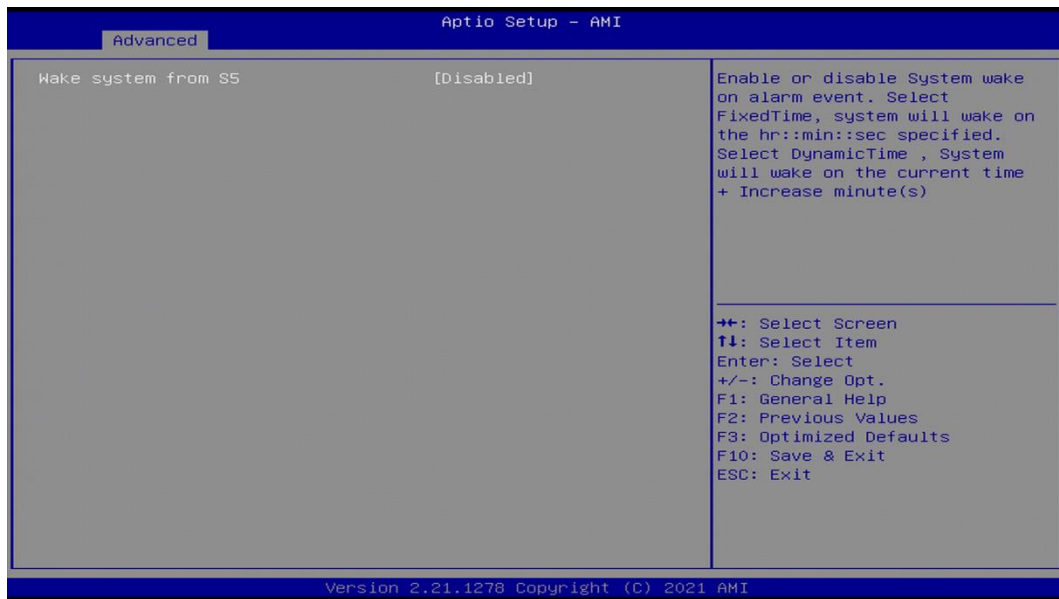 Aptio Setup – AMI
Advanced
Wake system from S5 [Disabled]
Enable or disable System wake
on alarm event. Select
FixedTime, system will wake on
the hr::min::sec specified.
Select DynamicTime , System
will wake on the current time
+ Increase minute(s)
→←: Select Screen
↑↓: Select Item
Enter: Select
+/-: Change Opt.
F1: General Help
F2: Previous Values
F3: Optimized Defaults
F10: Save & Exit
ESC: Exit
Version 2.21.1278 Copyright (C) 2021 AMI